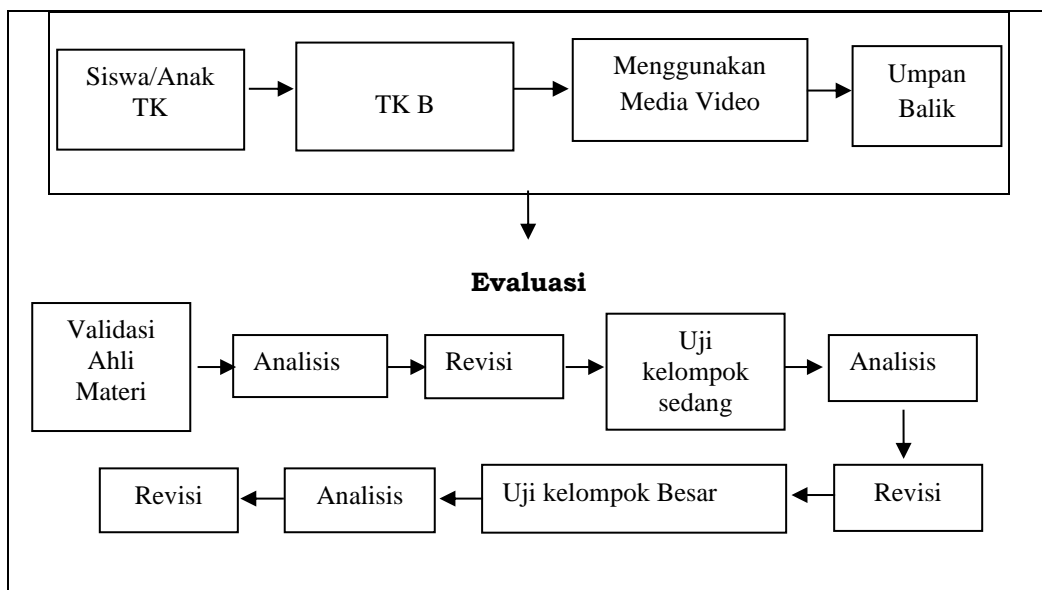 Siswa/Anak
TK
TK B
Menggunakan
Media Video
Umpan
Balik
Evaluasi
Validasi
Ahli
Materi
Analisis
Revisi
Uji
kelompok
sedang
Analisis
Revisi
Uji kelompok Besar
Analisis
Revisi